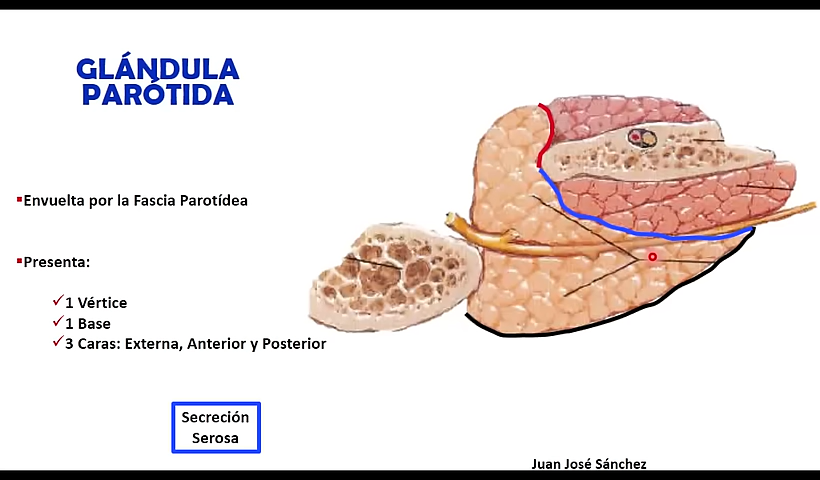 GLÁNDULA
PARÓTIDA
Envuelta por la Fascia Parotídea
Presenta:
1 Vértice
1 Base
3 Caras: Externa, Anterior y Posterior
Secreción
Serosa
Juan José Sánchez